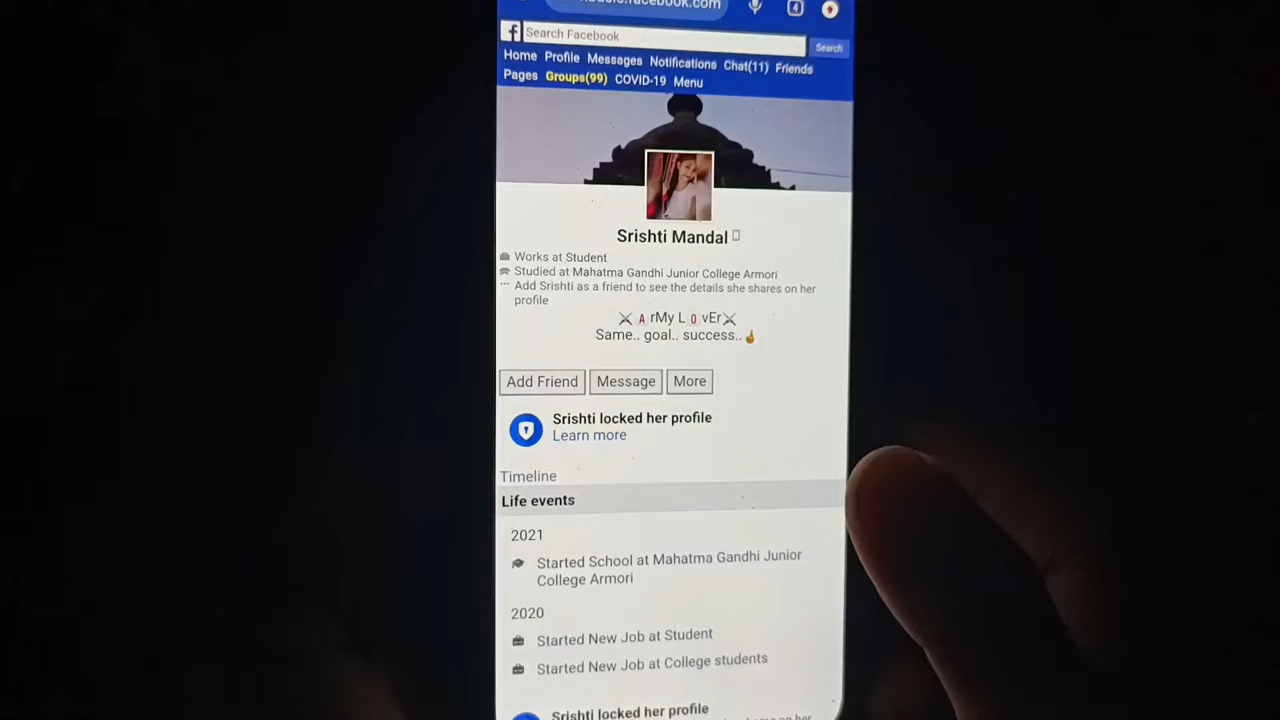 .facebook.com
4
f
Search Facebook
Search
Home Profile Messages Notifications Chat(11) Friends
Pages Groups(99) COVID-19 Menu
Srishti Mandal
Works at Student
Studied at Mahatma Gandhi Junior College Armori
Add Srishti as a friend to see the details she shares on her
profile
⚔ A rMy L O vEr⚔
Same.. goal.. success..🤞
Add Friend Message More
Srishti locked her profile
Learn more
Timeline
Life events
2021
Started School at Mahatma Gandhi Junior
College Armori
2020
Started New Job at Student
Started New Job at College students
Srishti locked her profile